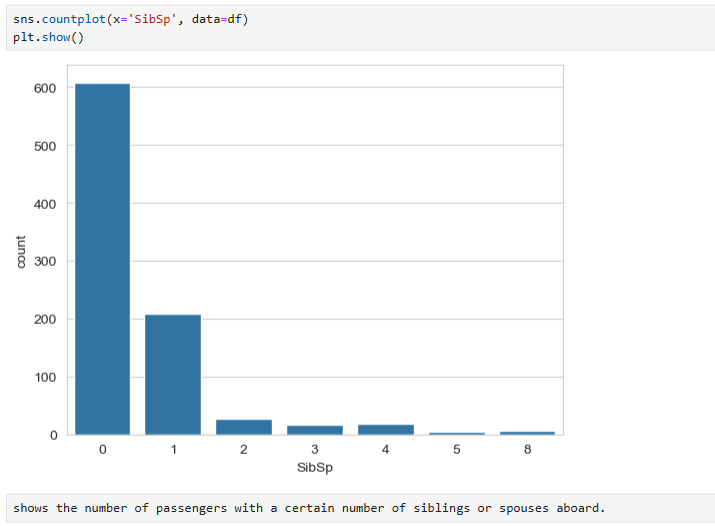 sns.countplot(x='SibSp', data=df)
plt.show()
600
500
400
300
200
100
0
count
0 1 2 3 4 5 8
SibSp
shows the number of passengers with a certain number of siblings or spouses aboard.